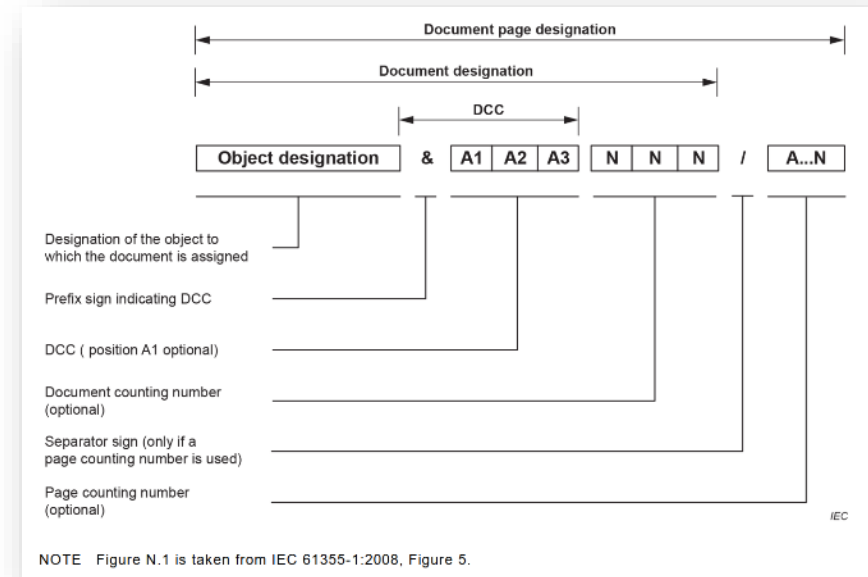 Document page designation
Document designation
DCC
Object designation & A1 A2 A3 N N N / A...N
Designation of the object to
which the document is assigned
Prefix sign indicating DCC
DCC ( position A1 optional)
Document counting number
(optional)
Separator sign (only if a
page counting number is used)
Page counting number
(optional)
IEC
NOTE Figure N.1 is taken from IEC 61355-1:2008, Figure 5.